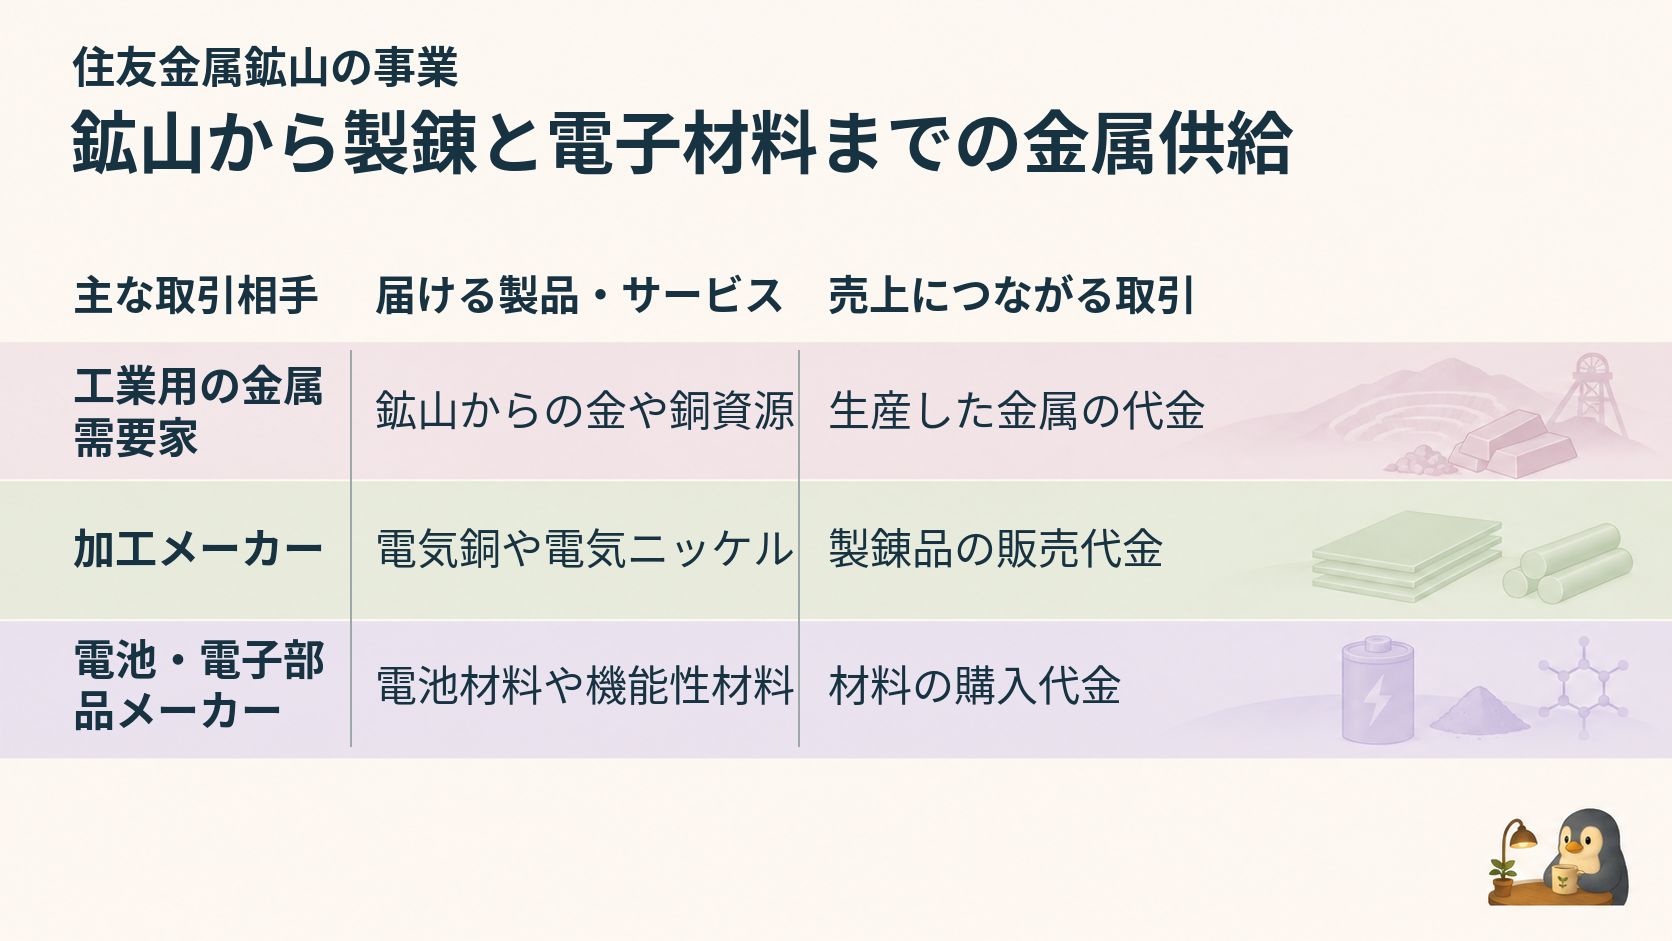 住友金属鉱山の事業
鉱山から製錬と電子材料までの金属供給
主な取引相手 届ける製品・サービス 売上につながる取引
工業用の金属
需要家
鉱山からの金や銅資源 生産した金属の代金
加工メーカー 電気銅や電気ニッケル 製錬品の販売代金
電池・電子部
品メーカー
電池材料や機能性材料 材料の購入代金